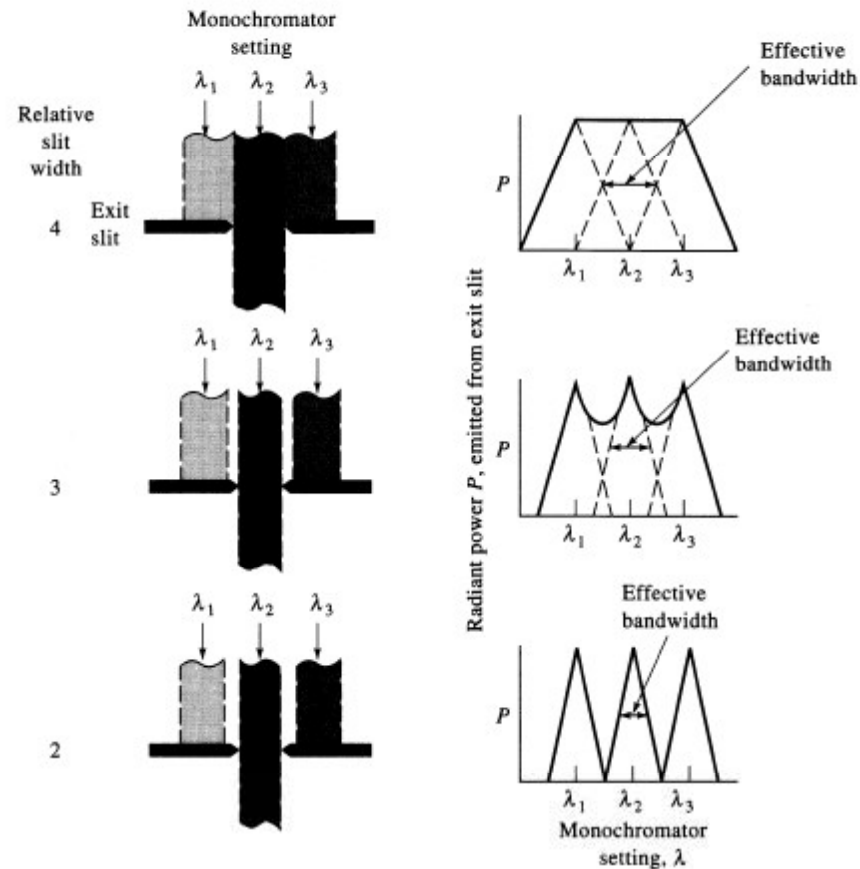 Monochromator
setting
λ1 λ2 λ3
Relative
slit
width
4
Exit
slit
Effective
bandwidth
P
λ1 λ2 λ3
λ1 λ2 λ3
3
Effective
bandwidth
P
λ1 λ2 λ3
λ1 λ2 λ3
2
Effective
bandwidth
P
λ1 λ2 λ3
Monochromator
setting, λ
Radiant power P, emitted from exit slit